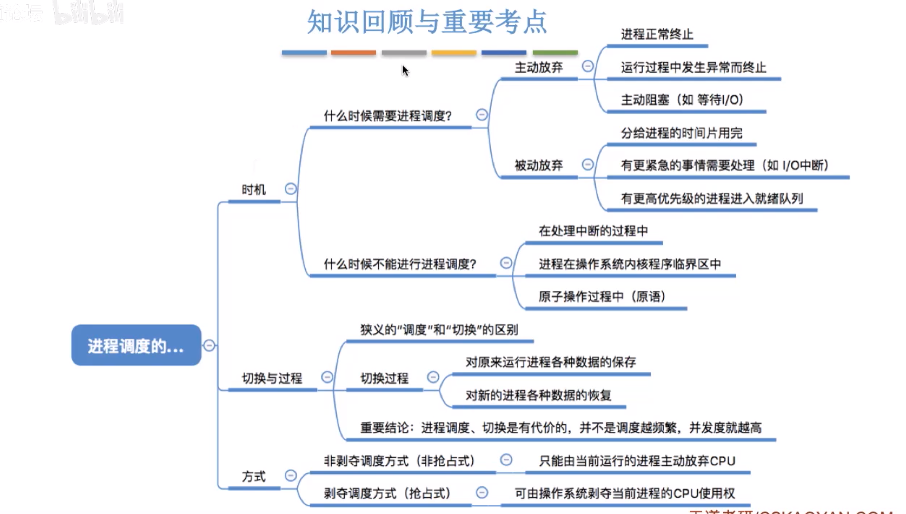 bilibili
知识回顾与重要考点
进程调度的...
时机
什么时候需要进程调度？
主动放弃
进程正常终止
运行过程中发生异常而终止
主动阻塞（如 等待I/O）
被动放弃
分给进程的时间片用完
有更紧急的事情需要处理（如 I/O中断）
有更高优先级的进程进入就绪队列
什么时候不能进行进程调度？
在处理中断的过程中
进程在操作系统内核程序临界区中
原子操作过程中（原语）
切换与过程
狭义的“调度”和“切换”的区别
切换过程
对原来运行进程各种数据的保存
对新的进程各种数据的恢复
重要结论：进程调度、切换是有代价的，并不是调度越频繁，并发度就越高
方式
非剥夺调度方式（非抢占式）
只能由当前运行的进程主动放弃CPU
剥夺调度方式（抢占式）
可由操作系统剥夺当前进程的CPU使用权